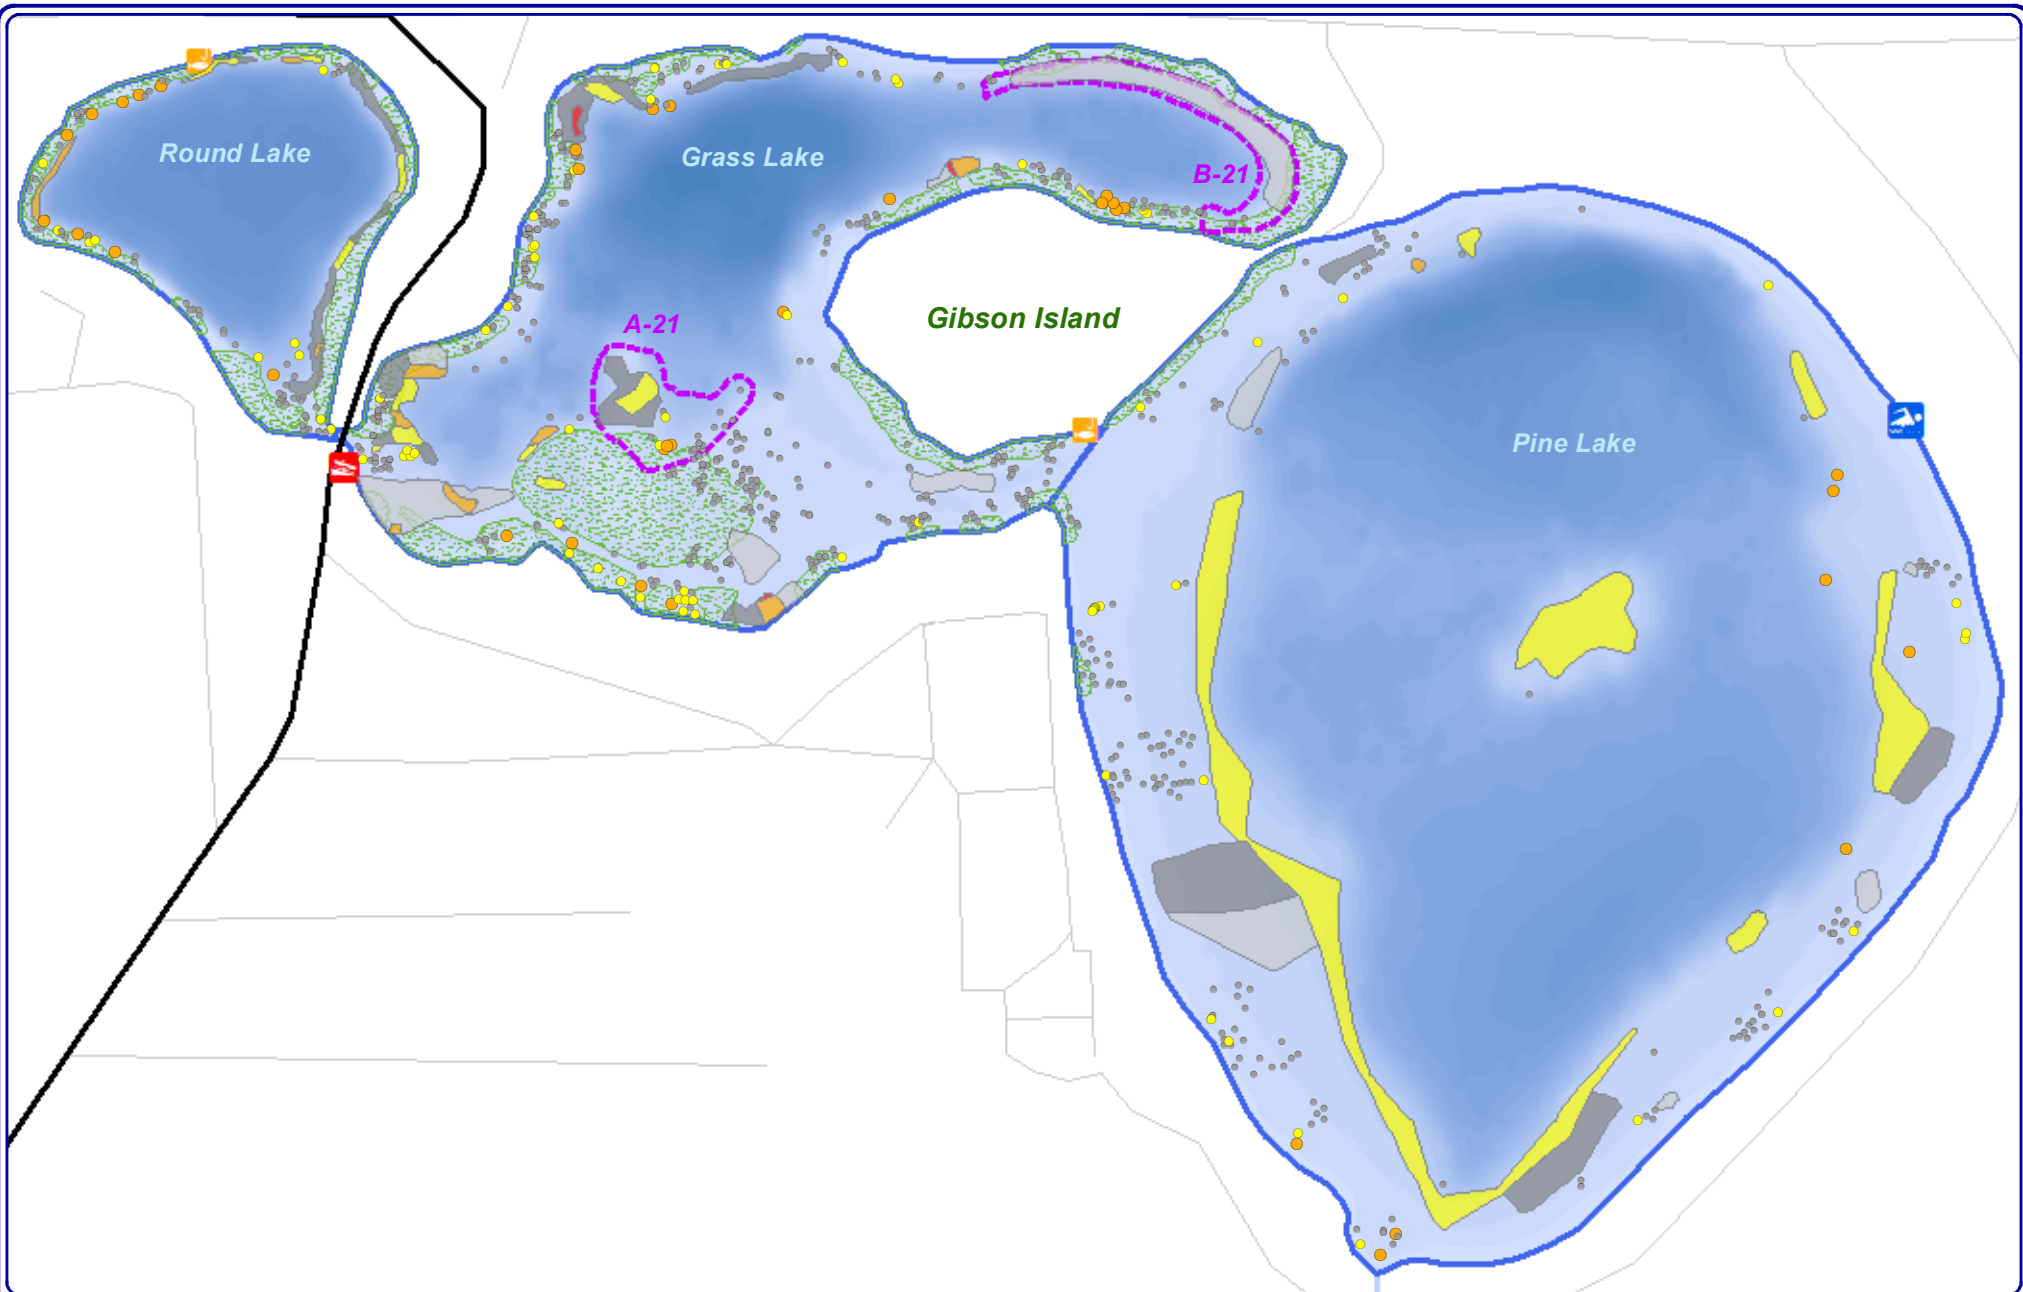 Round Lake
Grass Lake
B-21
A-21
Gibson Island
Pine Lake